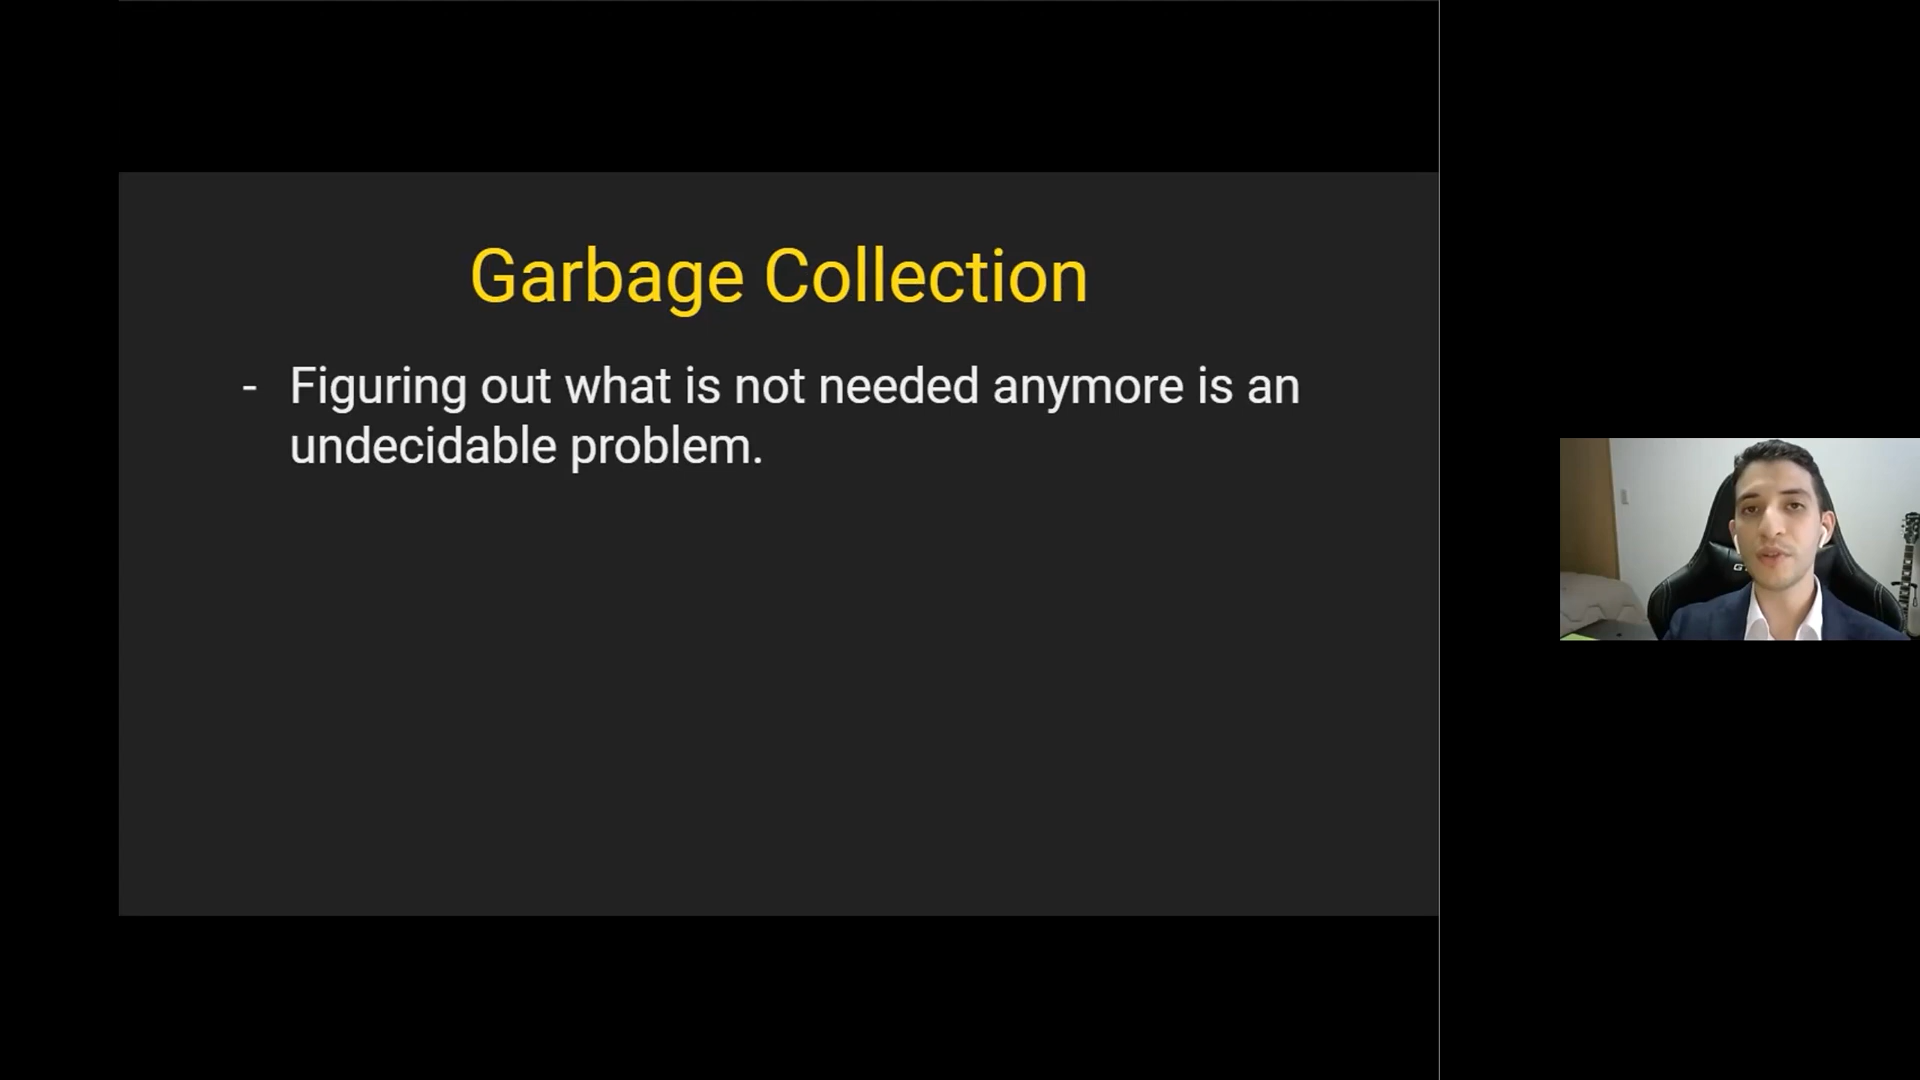 Garbage Collection
- Figuring out what is not needed anymore is an
undecidable problem.